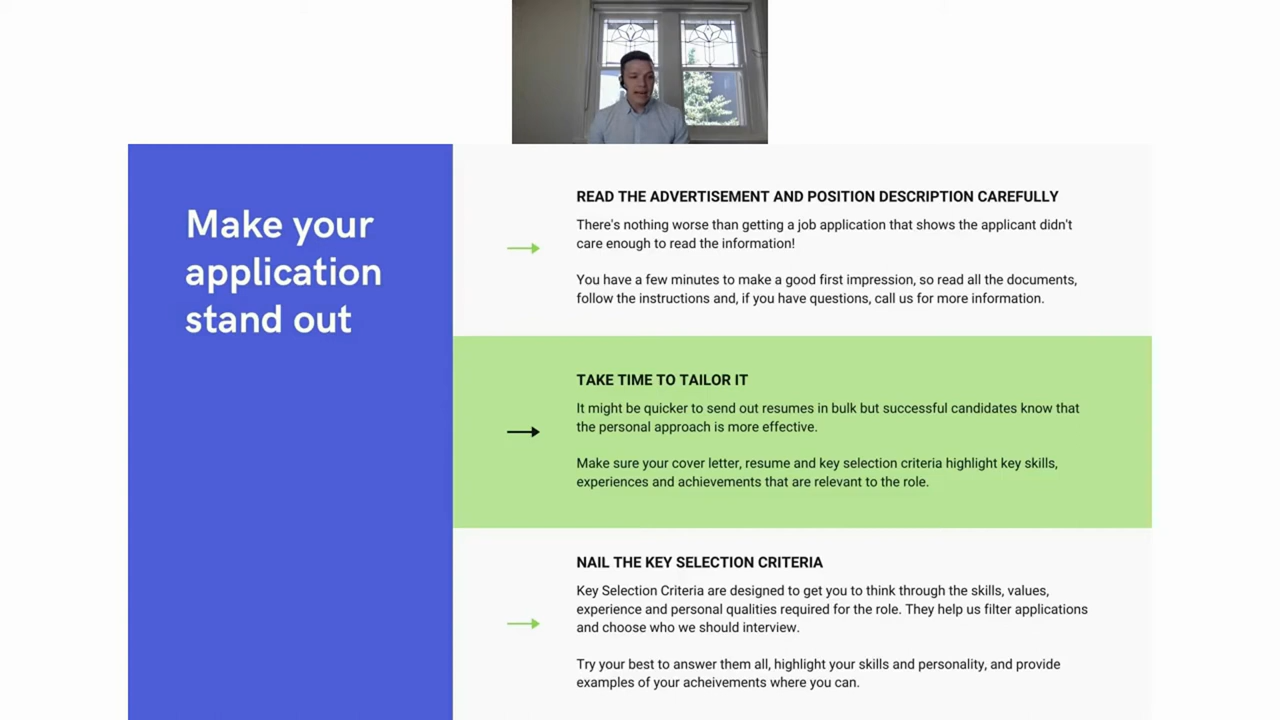 Make your
application
stand out
READ THE ADVERTISEMENT AND POSITION DESCRIPTION CAREFULLY
There's nothing worse than getting a job application that shows the applicant didn't
care enough to read the information!
You have a few minutes to make a good first impression, so read all the documents,
follow the instructions and, if you have questions, call us for more information.
TAKE TIME TO TAILOR IT
It might be quicker to send out resumes in bulk but successful candidates know that
the personal approach is more effective.
Make sure your cover letter, resume and key selection criteria highlight key skills,
experiences and achievements that are relevant to the role.
NAIL THE KEY SELECTION CRITERIA
Key Selection Criteria are designed to get you to think through the skills, values,
experience and personal qualities required for the role. They help us filter applications
and choose who we should interview.
Try your best to answer them all, highlight your skills and personality, and provide
examples of your acheivements where you can.